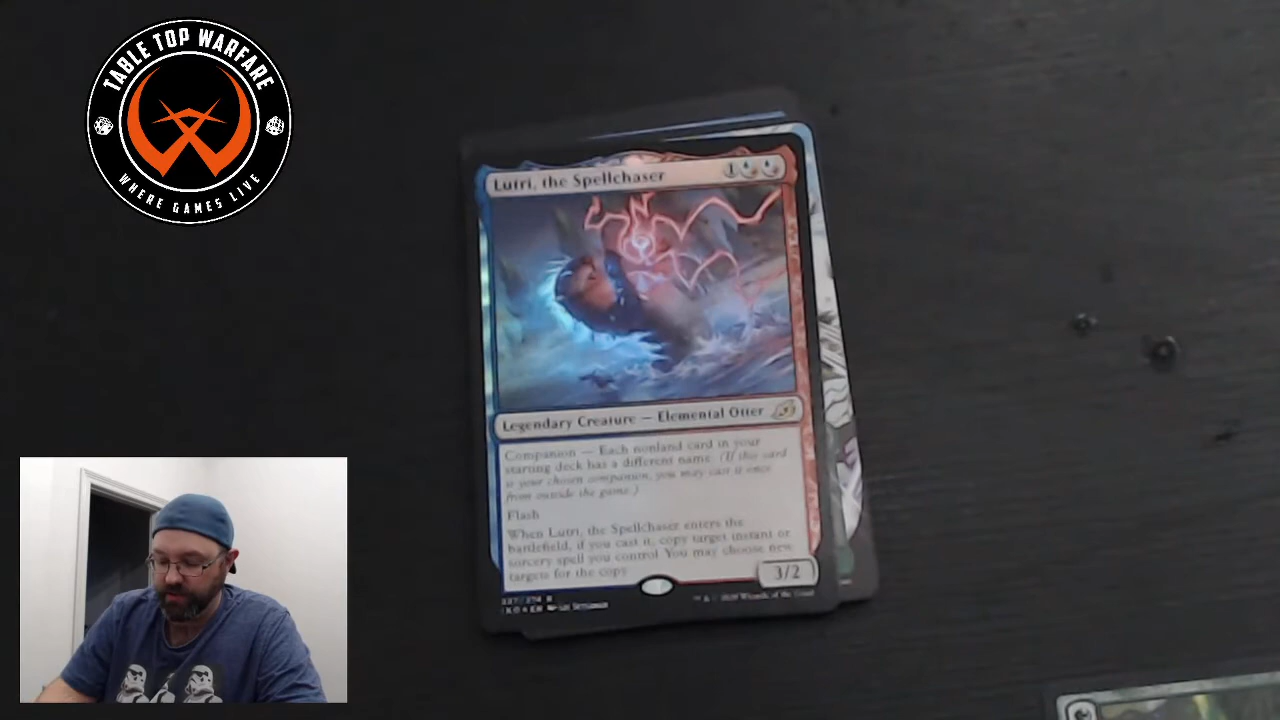 TABLE TOP WARFARE
WHERE GAMES LIVE
Lutri, the Spellchaser
1
Legendary Creature — Elemental Otter
Companion — Each nonland card in your
starting deck has a different name. (If this card
is your chosen companion, you may cast it once
from outside the game.)
Flash
When Lutri, the Spellchaser enters the
battlefield, if you cast it, copy target instant or
sorcery spell you control. You may choose new
targets for the copy.
3/2